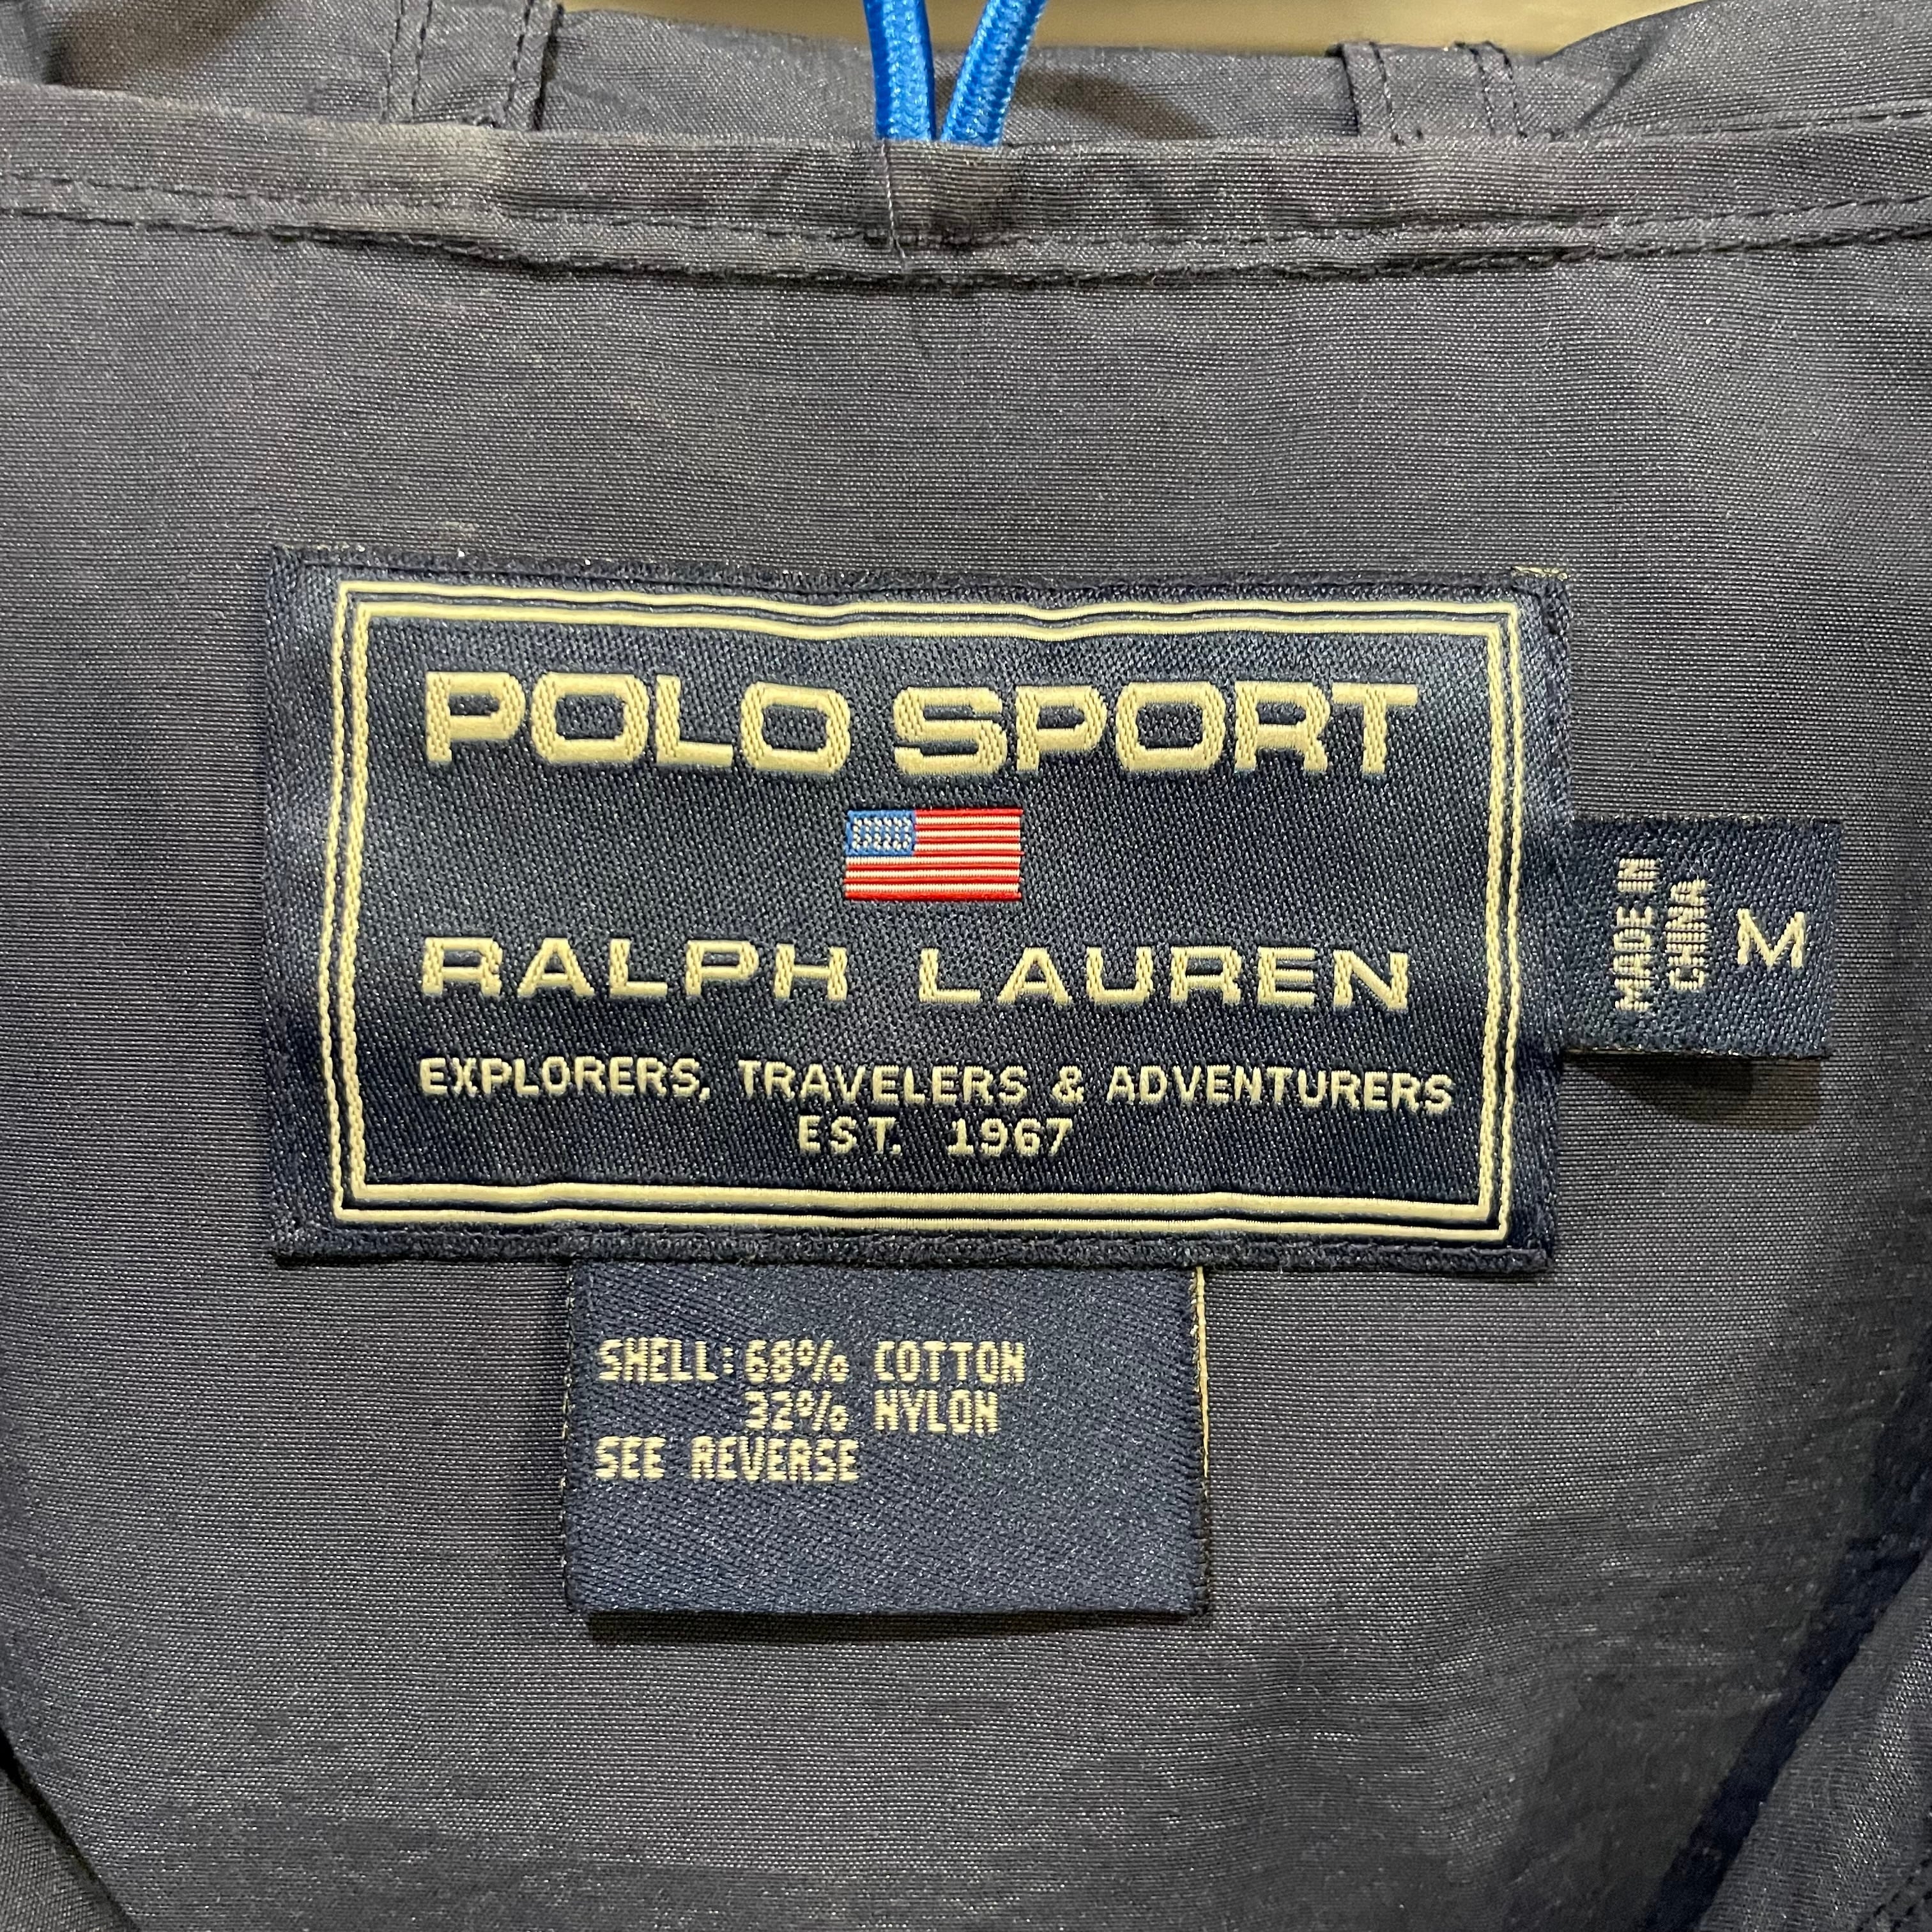 POLO SPORT
RALPH LAUREN
EXPLORERS, TRAVELERS & ADVENTURERS
EST. 1967
MADE IN
CHINA
M
SHELL: 68% COTTON
32% NYLON
SEE REVERSE